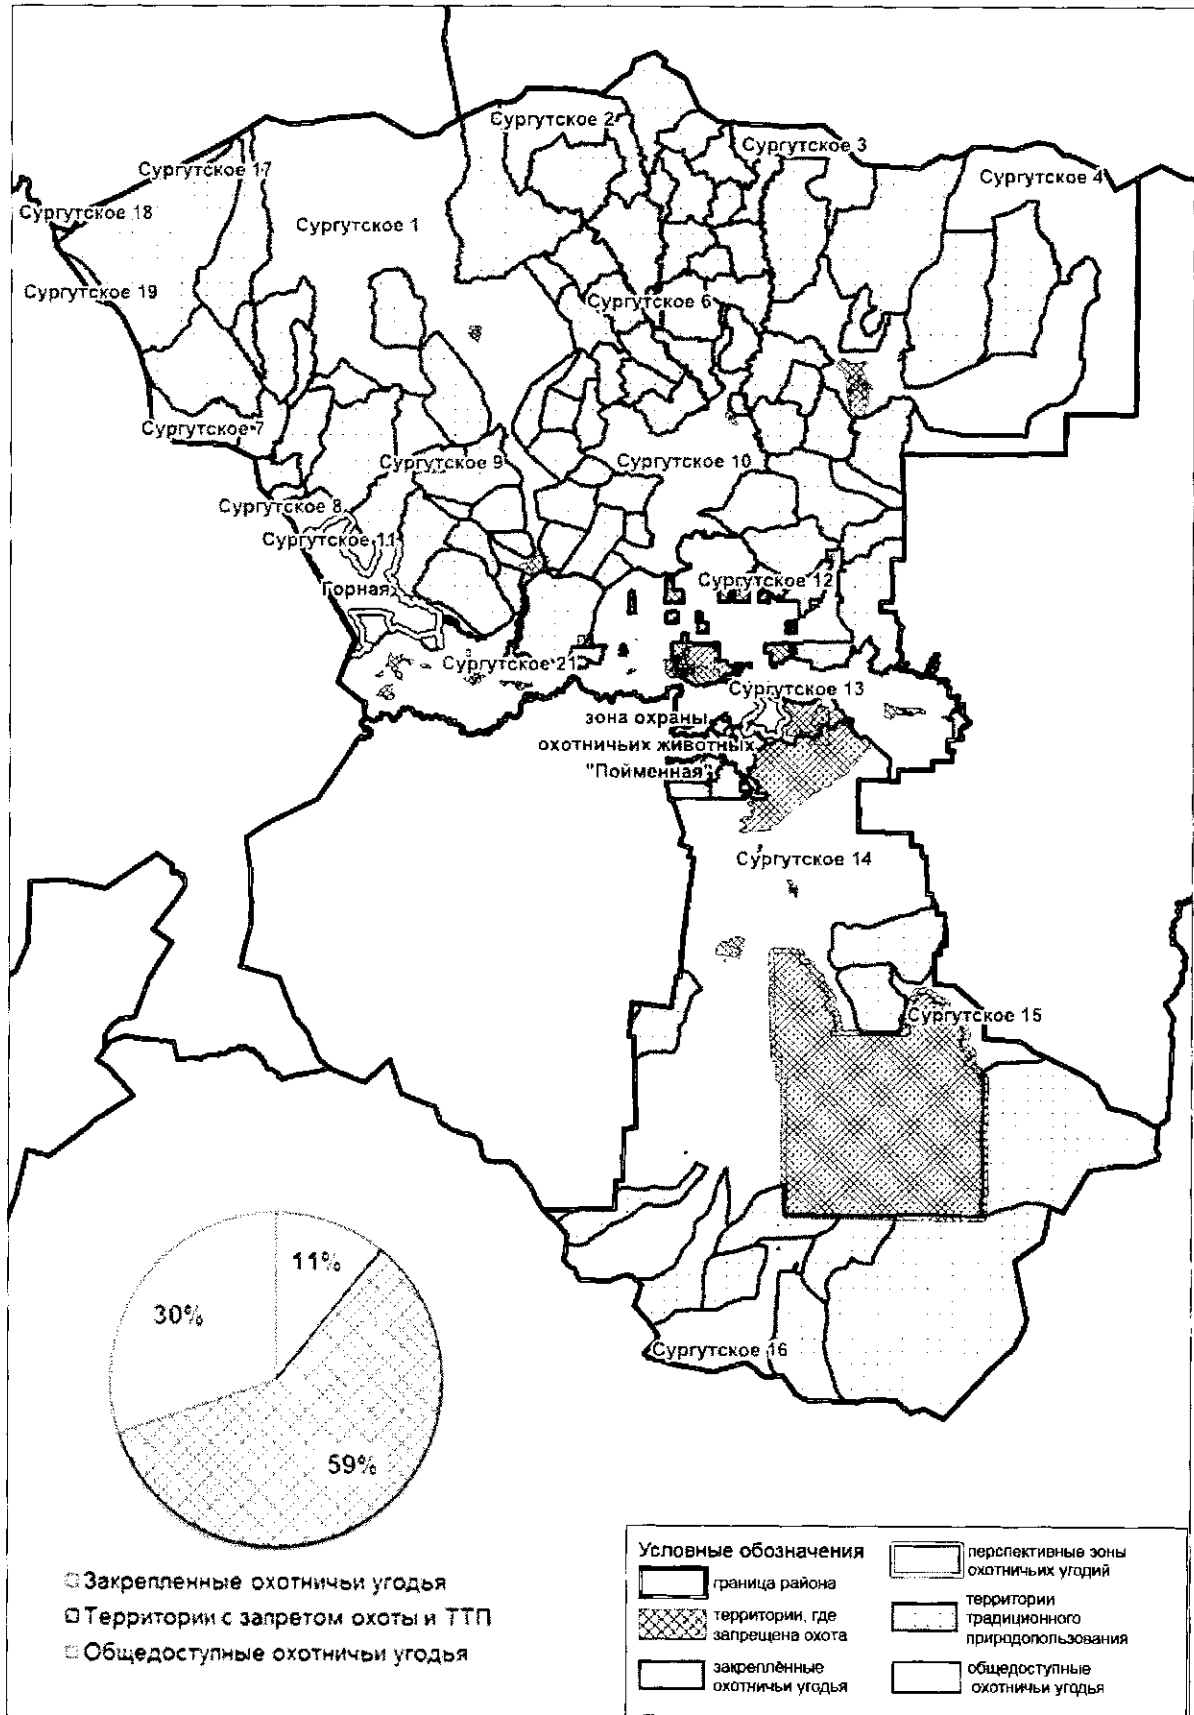 Сургутское 2
Сургутское 3
Сургутское 17
Сургутское 4
Сургутское 18
Сургутское 1
Сургутское 19
Сургутское 6
Сургутское 7
Сургутское 9
Сургутское 10
Сургутское 8
Сургутское 11
Горная
Сургутское 12
Сургутское 21
Сургутское 13
зона охраны
охотничьих животных
"Пойменная"
Сургутское 14
Сургутское 15
Сургутское 16
11%
30%
59%
Закрепленные охотничьи угодья
Территории с запретом охоты и ТТП
Общедоступные охотничьи угодья
Условные обозначения
граница района
территории, где
запрещена охота
закреплённые
охотничьи угодья
перспективные зоны
охотничьих угодий
территории
традиционного
природопользования
общедоступные
охотничьи угодья